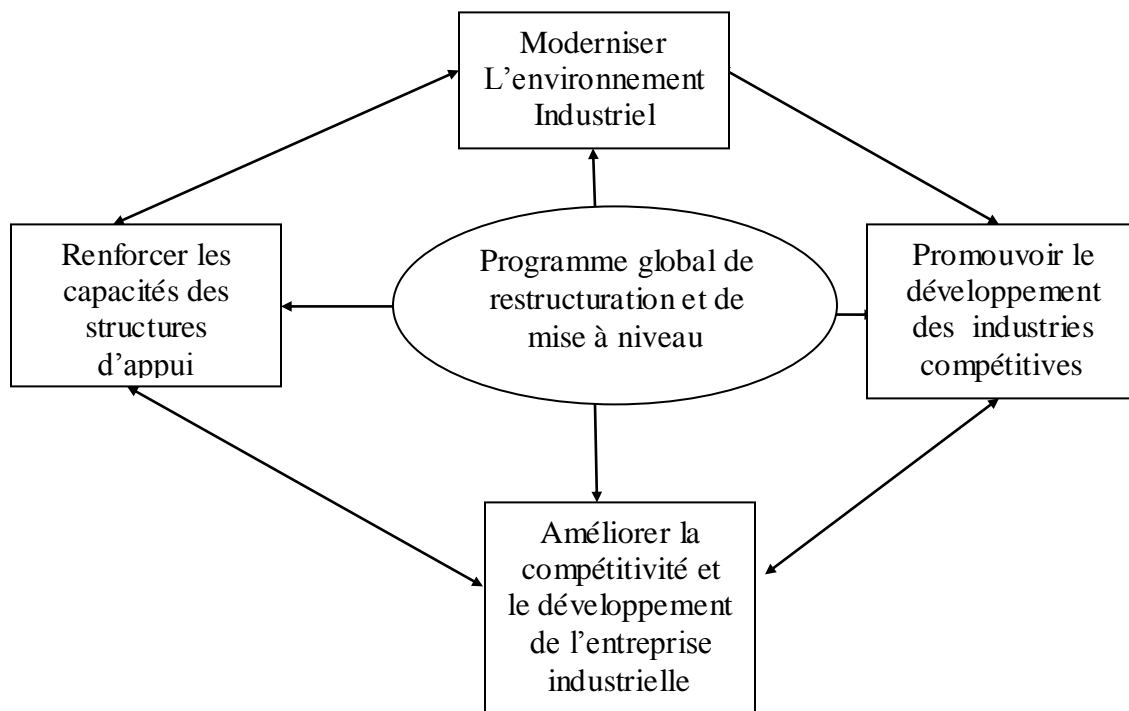 Moderniser
L’environnement
Industriel
Renforcer les
capacités des
structures
d’appui
Programme global de
restructuration et de
mise à niveau
Promouvoir le
développement
des industries
compétitives
Améliorer la
compétitivité et
le développement
de l’entreprise
industrielle